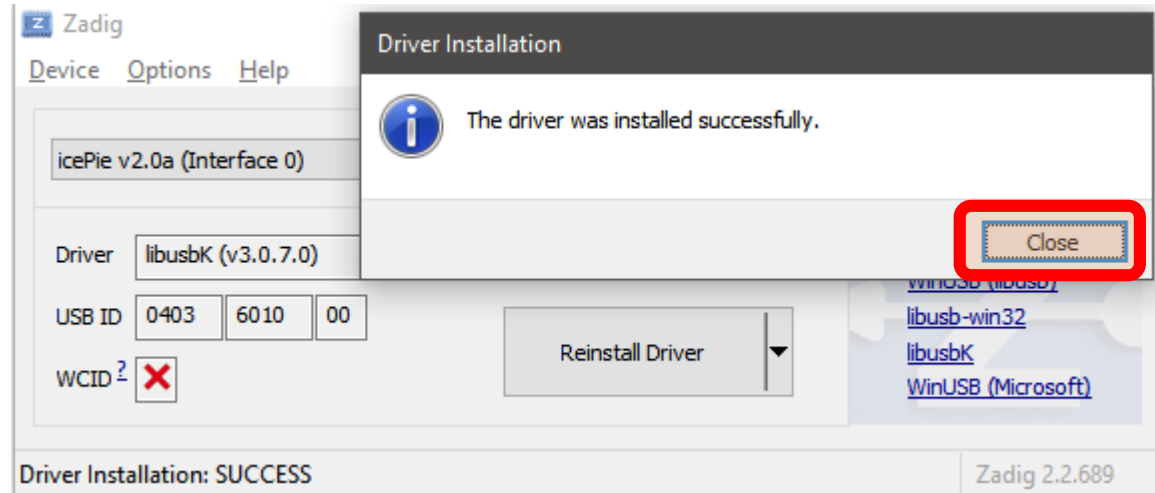 Zadig
Device Options Help
Driver Installation
The driver was installed successfully.
Close
icePie v2.0a (Interface 0)
Driver libusbK (v3.0.7.0)
USB ID 0403 6010 00
WCID ?
Reinstall Driver
WinUSB (libusb)
libusb-win32
libusbK
WinUSB (Microsoft)
Driver Installation: SUCCESS
Zadig 2.2.689